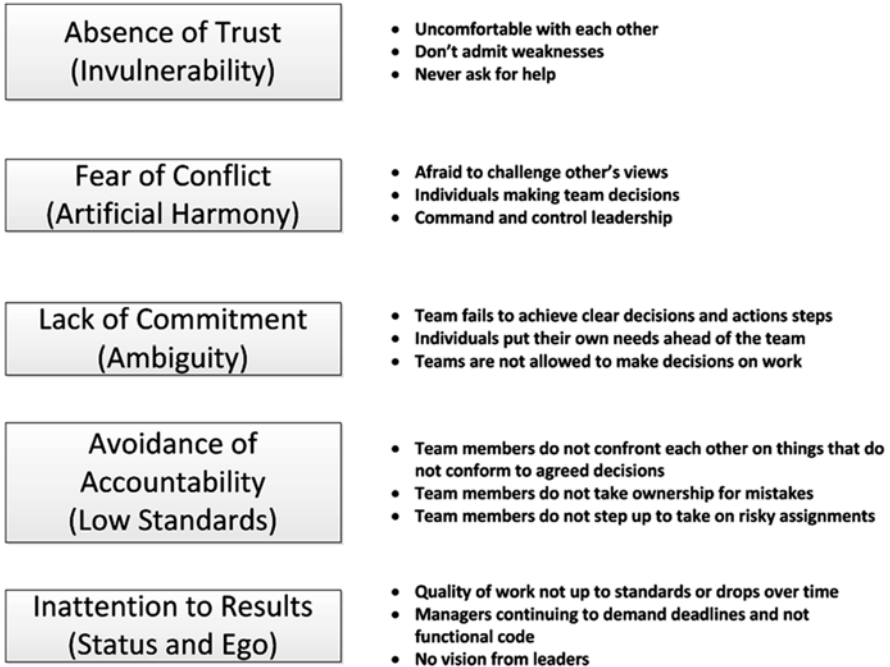 Absence of Trust
(Invulnerability)
• Uncomfortable with each other
• Don't admit weaknesses
• Never ask for help
Fear of Conflict
(Artificial Harmony)
• Afraid to challenge other's views
• Individuals making team decisions
• Command and control leadership
Lack of Commitment
(Ambiguity)
• Team fails to achieve clear decisions and actions steps
• Individuals put their own needs ahead of the team
• Teams are not allowed to make decisions on work
Avoidance of
Accountability
(Low Standards)
• Team members do not confront each other on things that do
not conform to agreed decisions
• Team members do not take ownership for mistakes
• Team members do not step up to take on risky assignments
Inattention to Results
(Status and Ego)
• Quality of work not up to standards or drops over time
• Managers continuing to demand deadlines and not
functional code
• No vision from leaders